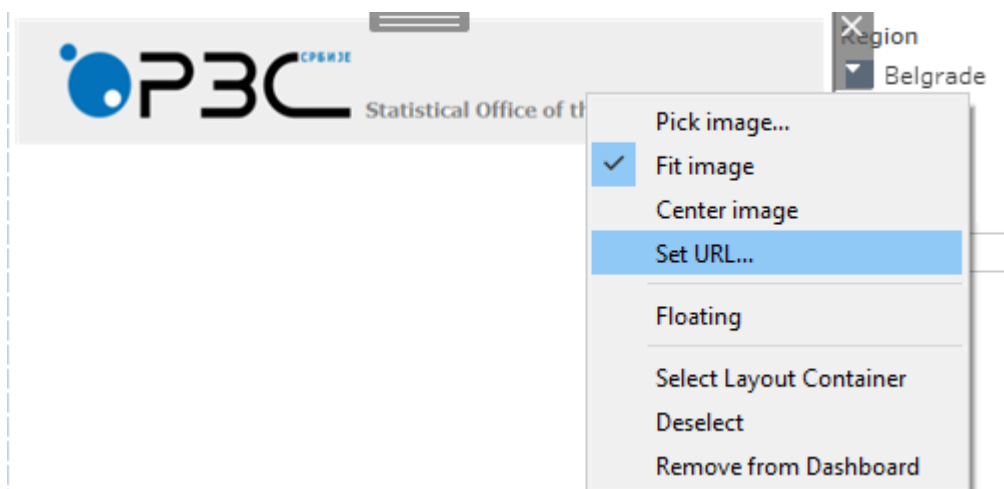 СРБИЈЕ
РЗС
Statistical Office of
Region
Belgrade
Pick image...
Fit image
Center image
Set URL...
Floating
Select Layout Container
Deselect
Remove from Dashboard